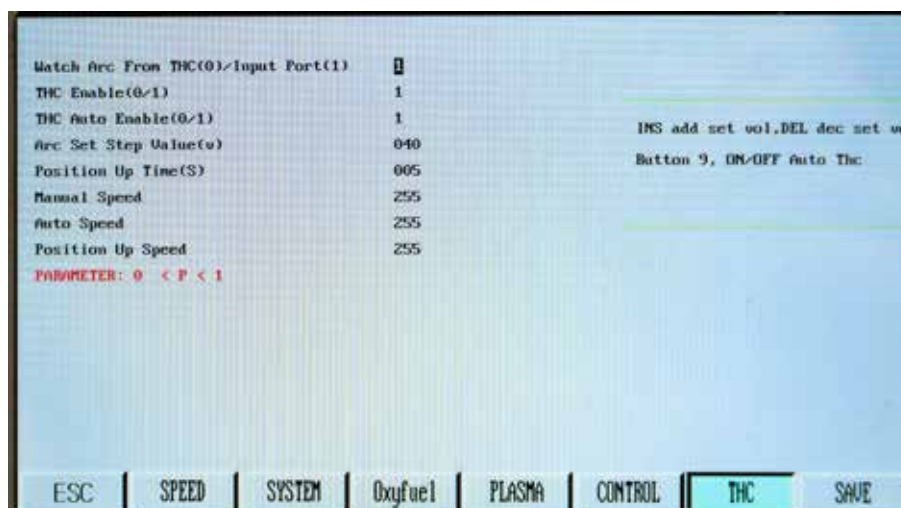 Watch Arc From THC(0)/Input Port(1) 1
THC Enable(0/1) 1
THC Auto Enable(0/1) 1
Arc Set Step Value(v) 040
Position Up Time(S) 005
Manual Speed 255
Auto Speed 255
Position Up Speed 255
PARAMETER: 0 < P < 1
INS add set vol,DEL dec set
Button 9, ON/OFF Auto Thc
ESC SPEED SYSTEM Oxyfuel PLASMA CONTROL THC SAVE